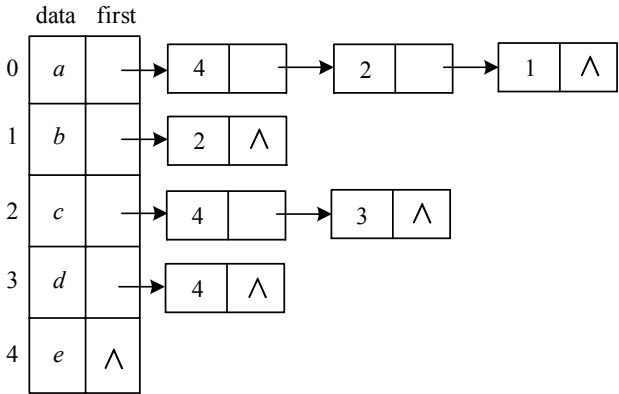 data first
0 a 4 2 1 ∧
1 b 2 ∧
2 c 4 3 ∧
3 d 4 ∧
4 e ∧